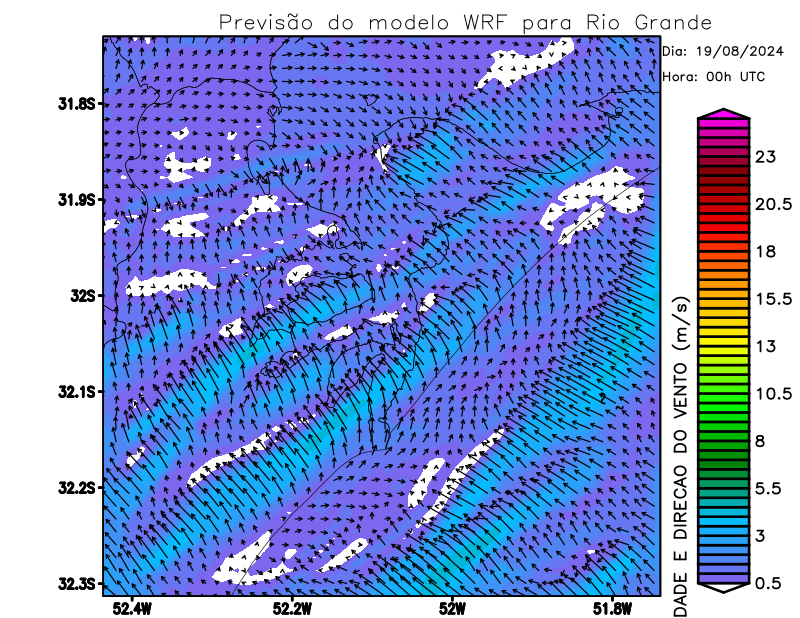 Previsão do modelo WRF para Rio Grande
Dia: 19/08/2024
Hora: 00h UTC
31.8S
31.9S
32S
32.1S
32.2S
32.3S
52.4W
52.2W
52W
51.8W
DADE E DIRECAO DO VENTO (m/s)
23
20.5
18
15.5
13
10.5
8
5.5
3
0.5